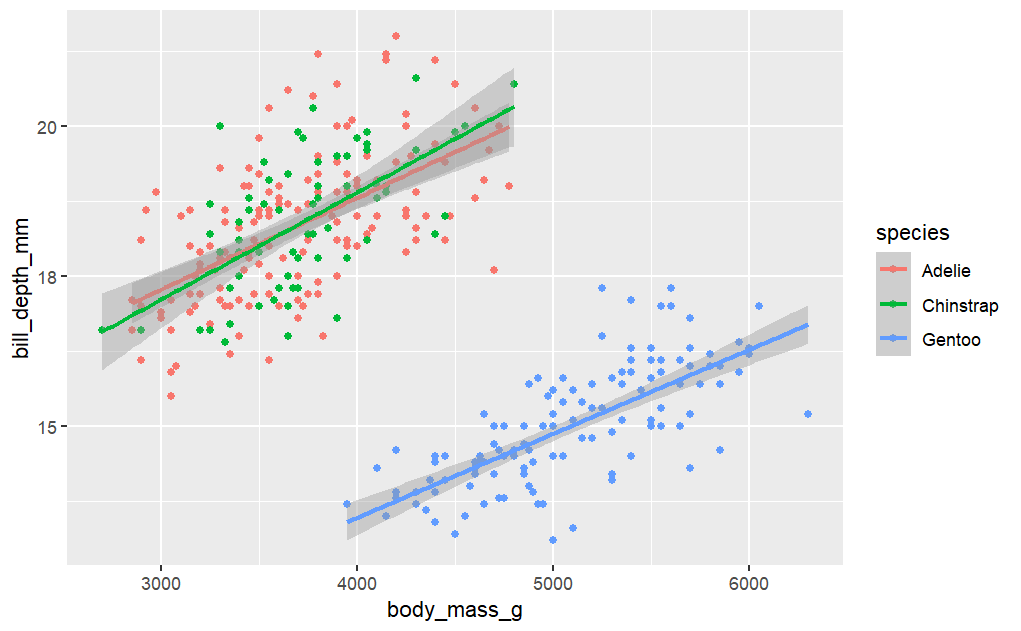 bill_depth_mm
20
18
15
3000
4000
5000
6000
body_mass_g
species
Adelie
Chinstrap
Gentoo